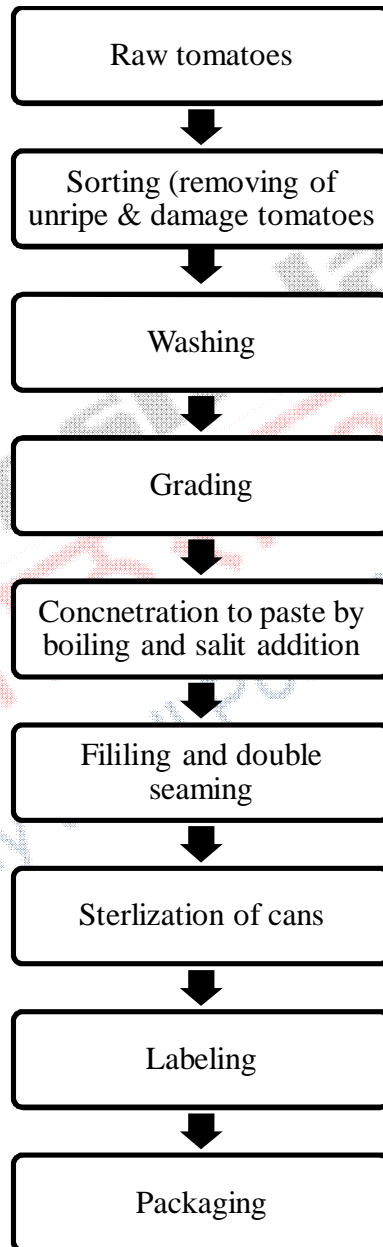 Raw tomatoes
Sorting (removing of
unripe & damage tomatoes
Washing
Grading
Concnetration to paste by
boiling and salit addition
Fililing and double
seaming
Sterlization of cans
Labeling
Packaging